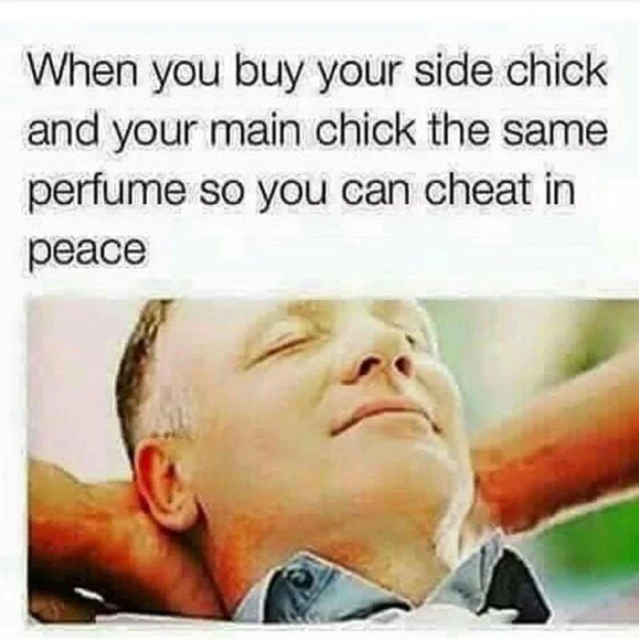 When you buy your side chick
and your main chick the same
perfume so you can cheat in
peace